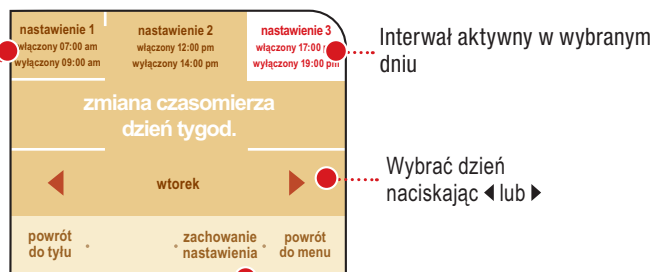 nastawienie 1
włączony 07:00 am
wyłączony 09:00 am
nastawienie 2
włączony 12:00 pm
wyłączony 14:00 pm
nastawienie 3
włączony 17:00
wyłączony 19:00 pm
Interwał aktywny w wybranym
dniu
zmiana czasomierza
dzień tygod.
wtorek
Wybrać dzień
naciskając ◀ lub ▶
powrót
do tyłu
zachowanie
nastawienia
powrót
do menu